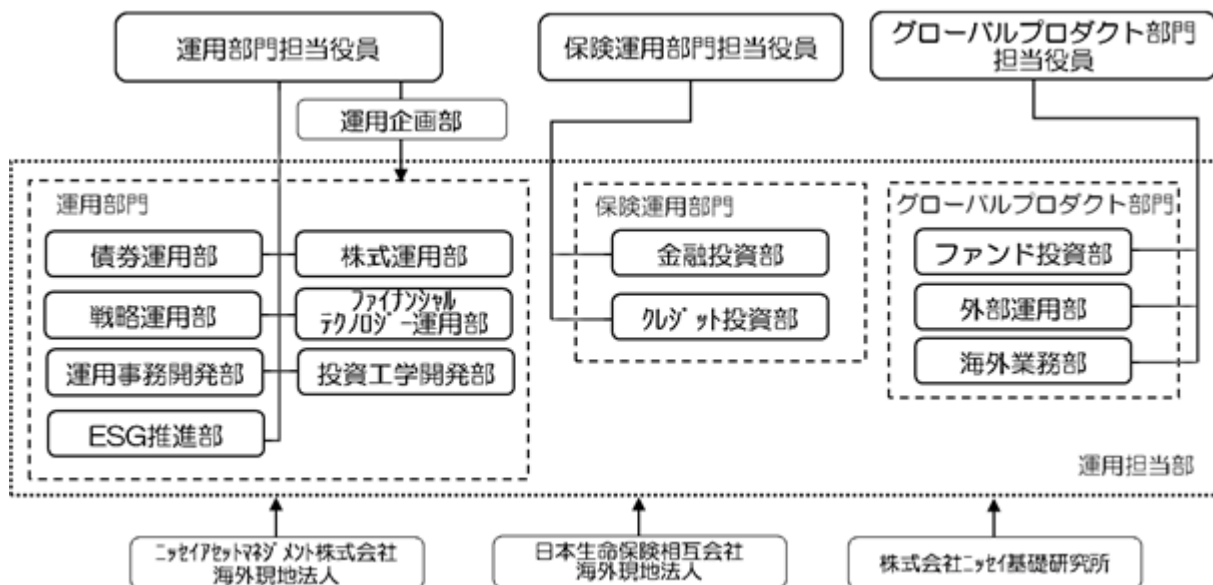 運用部門担当役員
保険運用部門担当役員
グローバルプロダクト部門
担当役員
運用企画部
運用部門
債券運用部
株式運用部
戦略運用部
ファイナンシャル
テクノロジー運用部
運用事務開発部
投資工学開発部
ESG推進部
保険運用部門
金融投資部
クレジット投資部
グローバルプロダクト部門
ファンド投資部
外部運用部
海外業務部
運用担当部
ニッセイアセットマネジメント株式会社
海外現地法人
日本生命保険相互会社
海外現地法人
株式会社ニッセイ基礎研究所